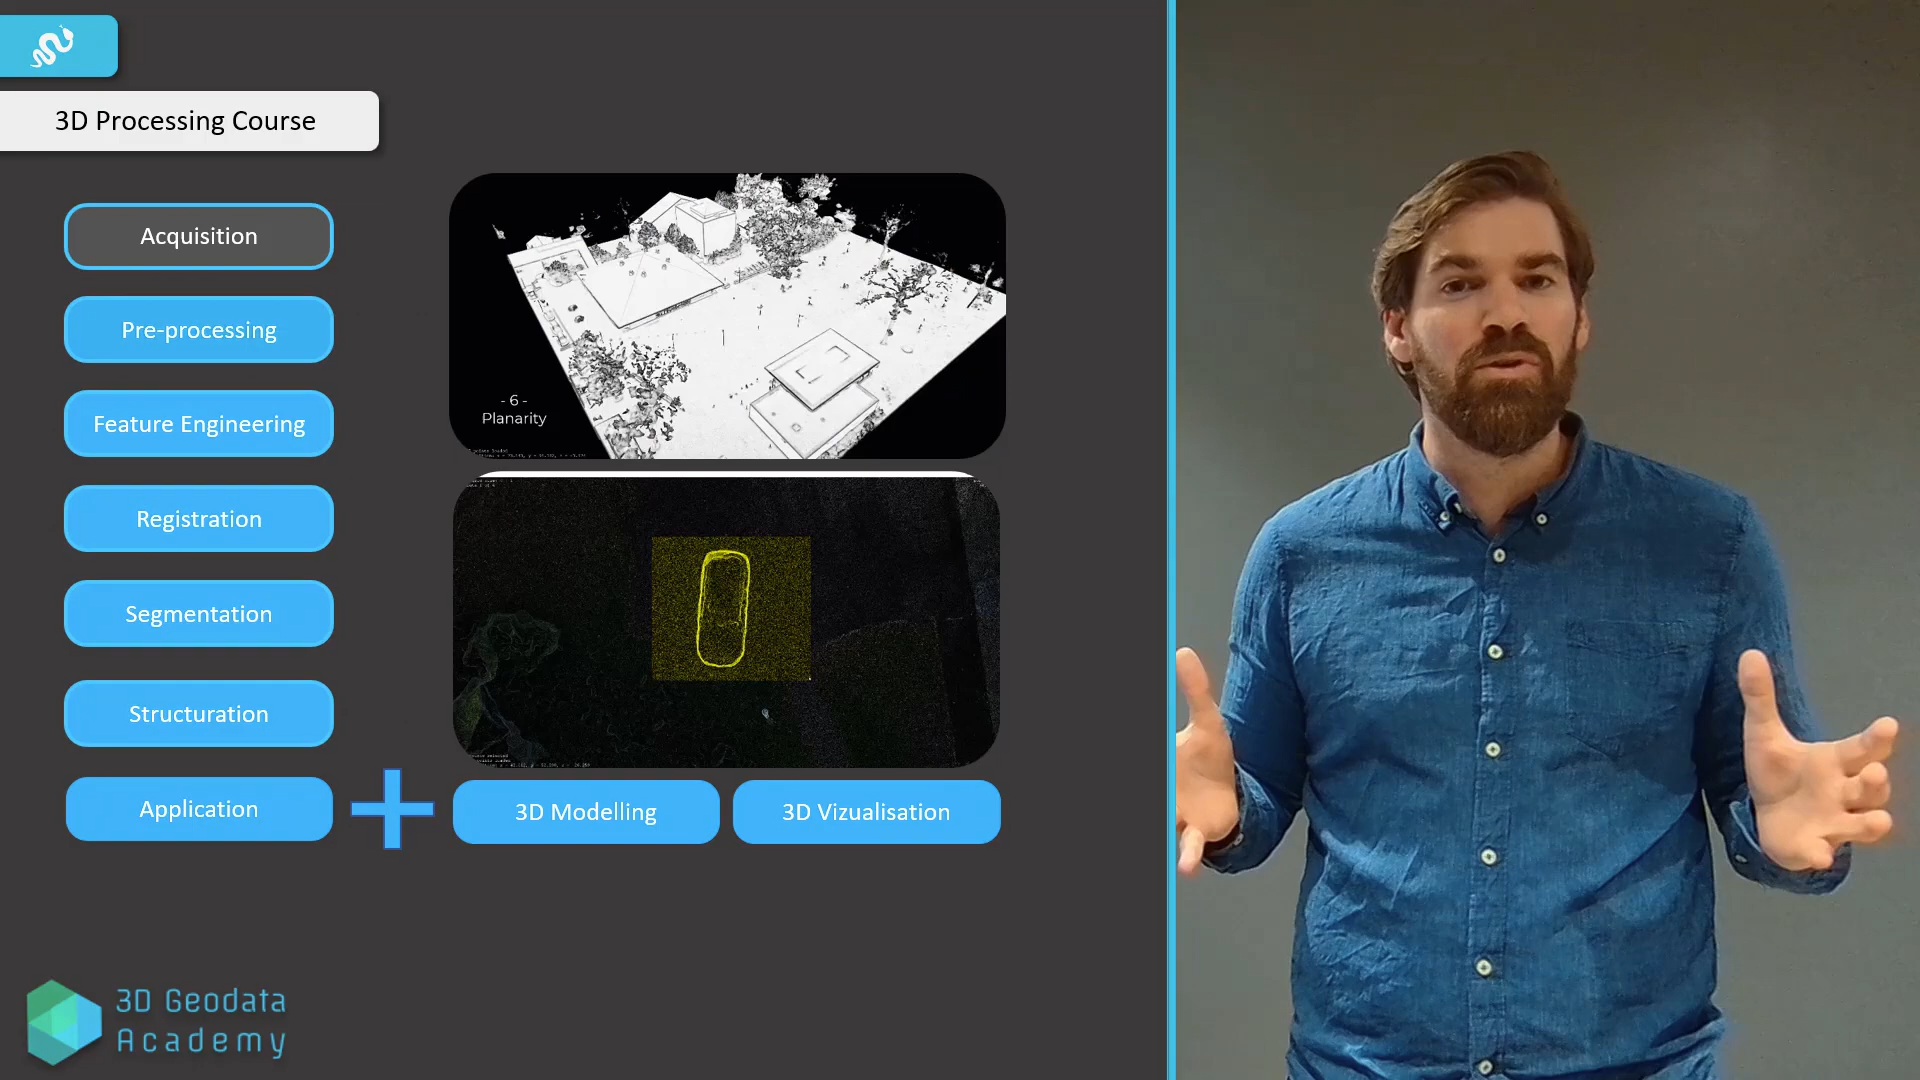 3D Processing Course
Acquisition
Pre-processing
Feature Engineering
Registration
Segmentation
Structuration
Application
- 6 -
Planarity
3D Modelling
3D Vizualisation
3D Geodata
Academy